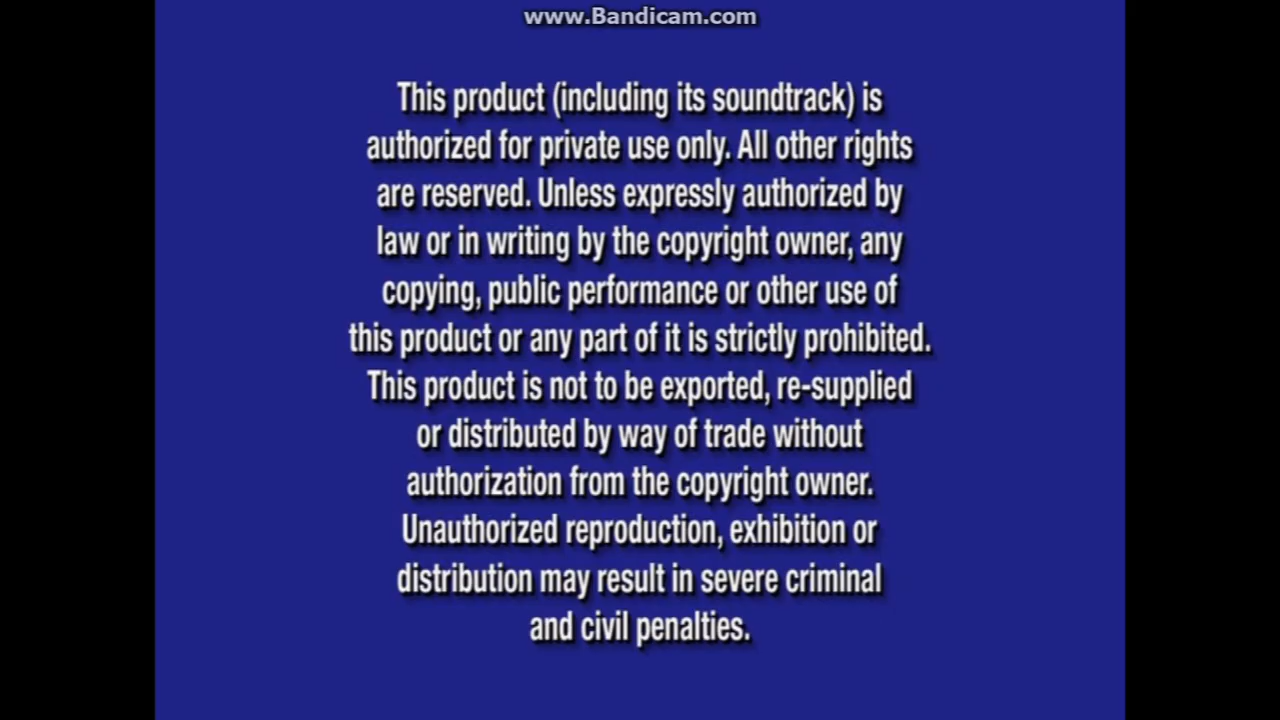 www.Bandicam.com
This product (including its soundtrack) is
authorized for private use only. All other rights
are reserved. Unless expressly authorized by
law or in writing by the copyright owner, any
copying, public performance or other use of
this product or any part of it is strictly prohibited.
This product is not to be exported, re-supplied
or distributed by way of trade without
authorization from the copyright owner.
Unauthorized reproduction, exhibition or
distribution may result in severe criminal
and civil penalties.